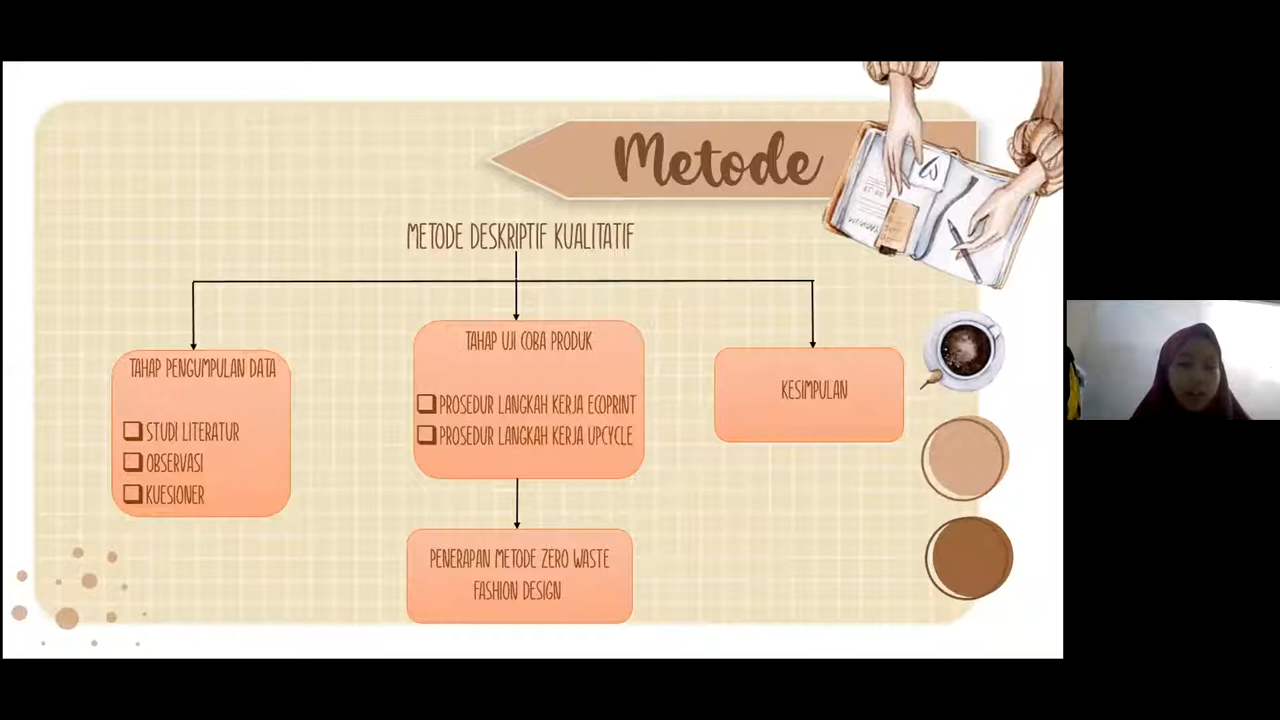 Metode
METODE DESKRIPTIF KUALITATIF
TAHAP PENGUMPULAN DATA
STUDI LITERATUR
OBSERVASI
KUESIONER
TAHAP UJI COBA PRODUK
PROSEDUR LANGKAH KERJA ECOPRINT
PROSEDUR LANGKAH KERJA UPCYCLE
PENERAPAN METODE ZERO WASTE
FASHION DESIGN
KESIMPULAN